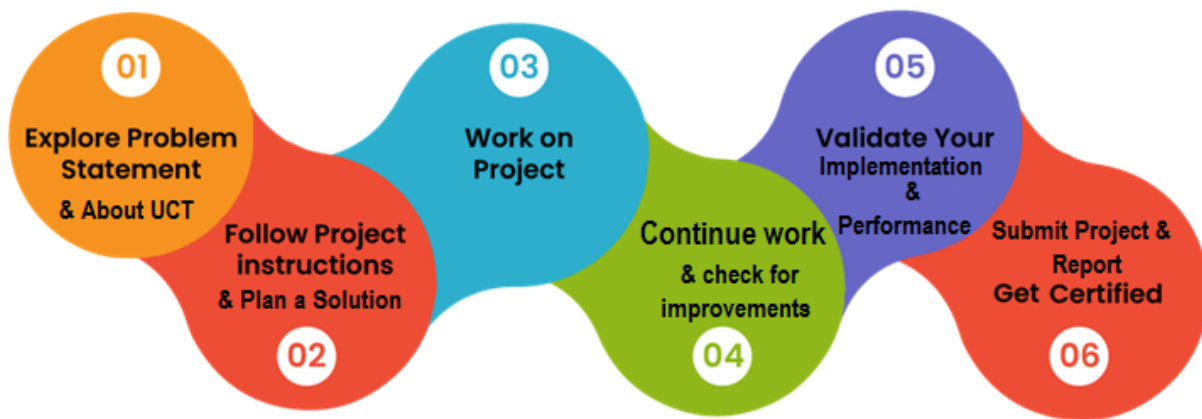 01
Explore Problem
Statement
& About UCT
Follow Project
instructions
& Plan a Solution
02
03
Work on
Project
Continue work
& check for
improvements
04
05
Validate Your
Implementation
&
Performance
Submit Project &
Report
Get Certified
06